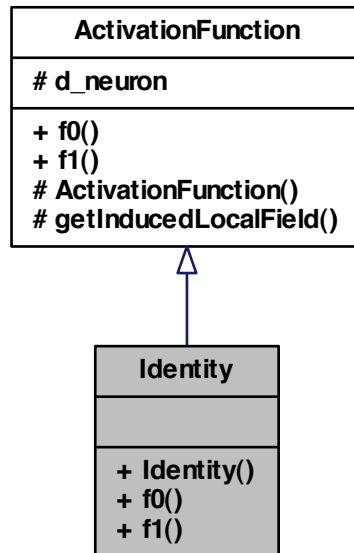 ActivationFunction
# d_neuron
+ f0()
+ f1()
# ActivationFunction()
# getInducedLocalField()
Identity
+ Identity()
+ f0()
+ f1()